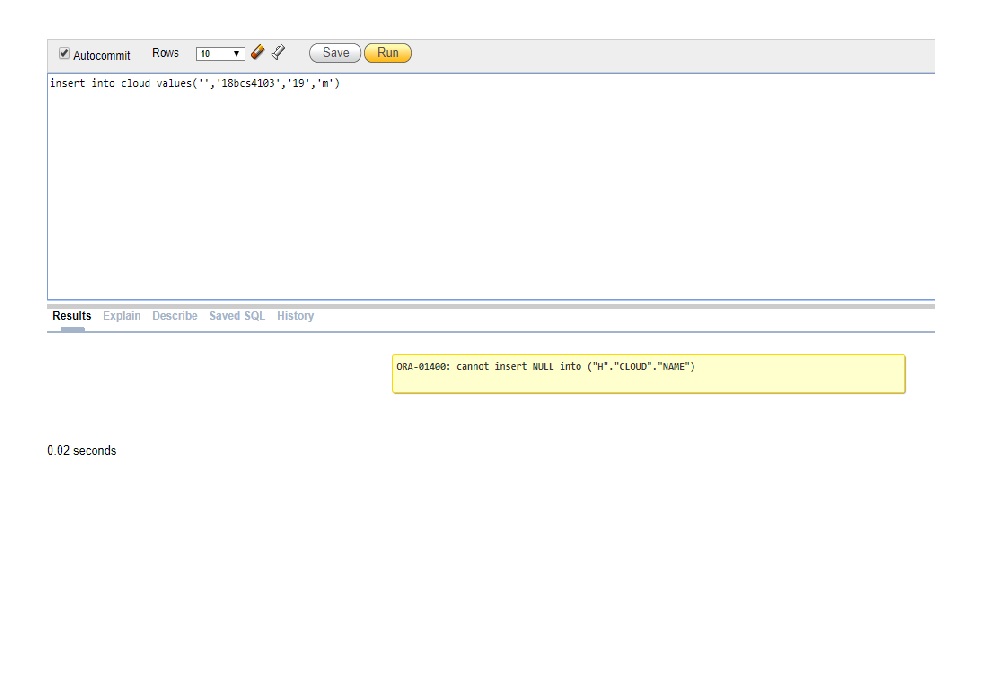 Autocommit Rows 10 Save Run
insert into cloud values('','18bcs4103','19','m')
Results Explain Describe Saved SQL History
ORA-01400: cannot insert NULL into ("H"."CLOUD"."NAME")
0.02 seconds